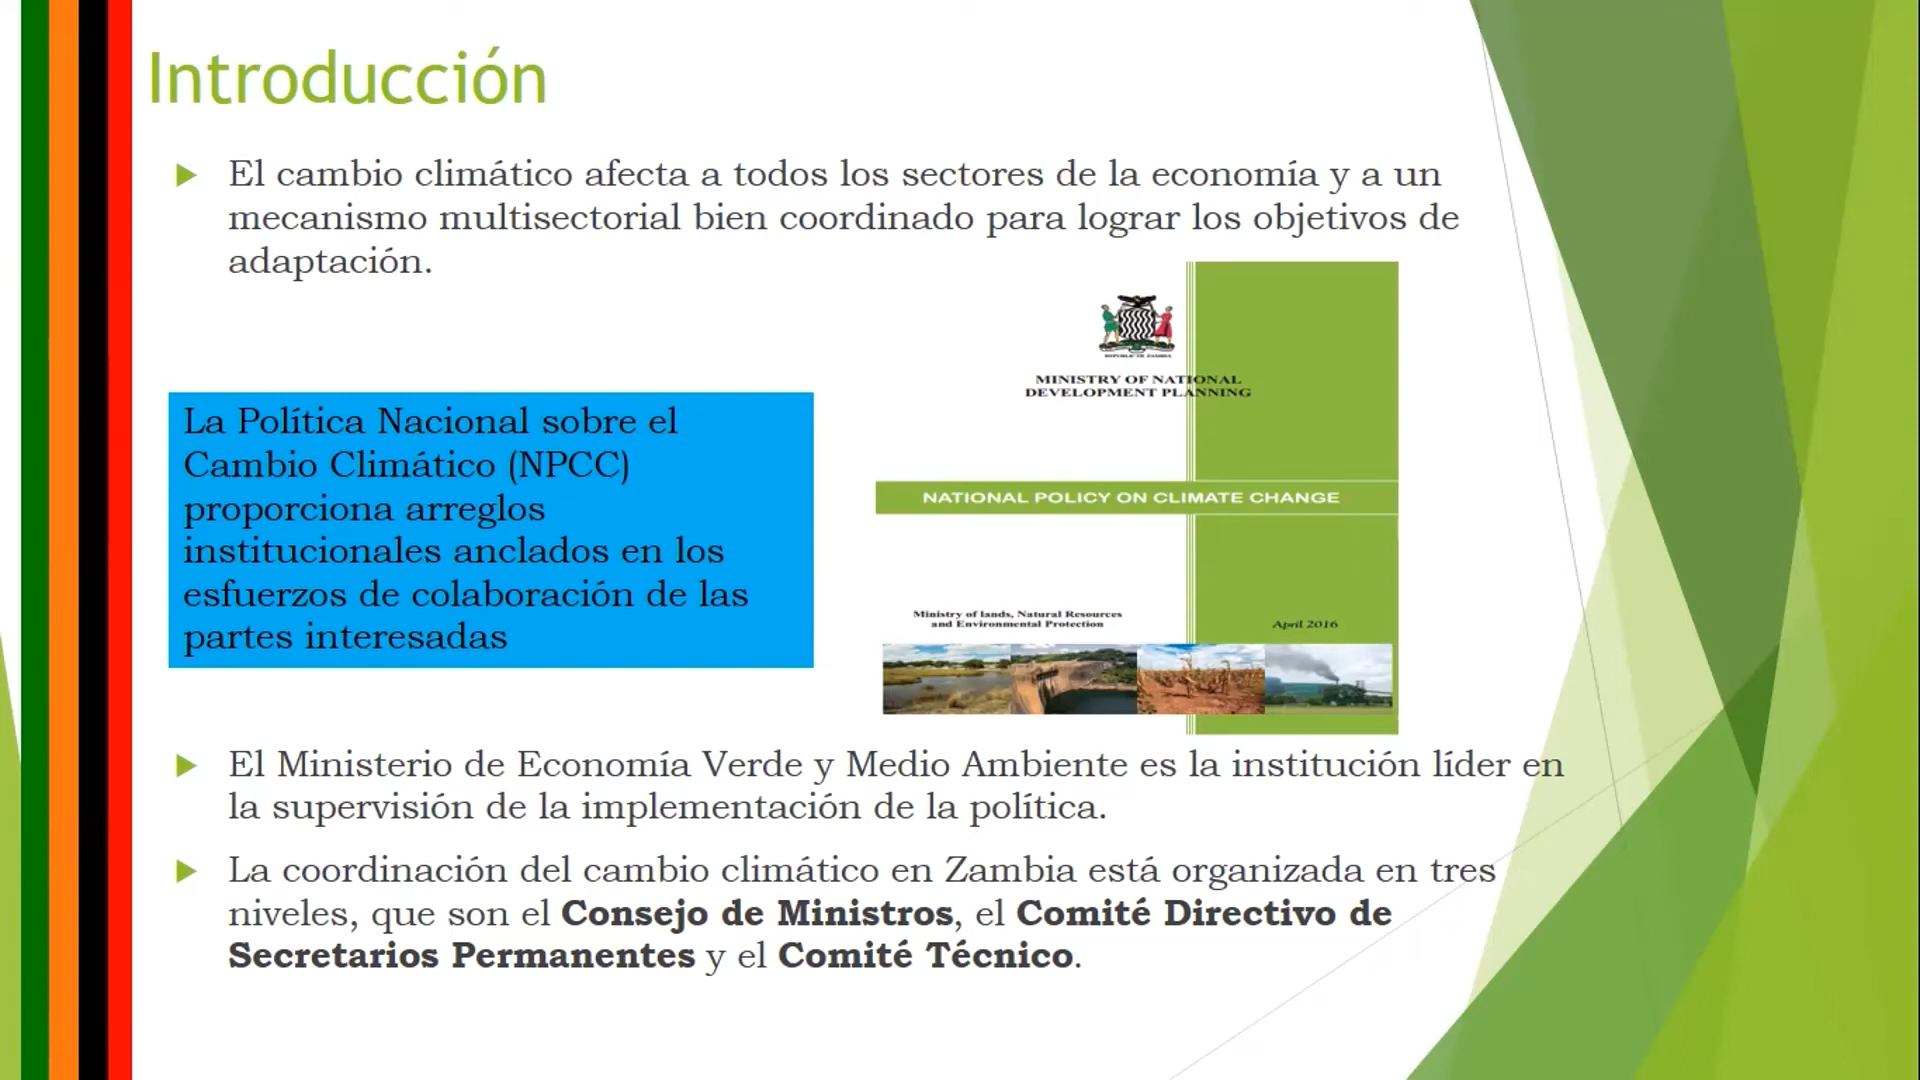 Introducción
El cambio climático afecta a todos los sectores de la economía y a un
mecanismo multisectorial bien coordinado para lograr los objetivos de
adaptación.
REPUBLIC OF ZAMBIA
MINISTRY OF NATIONAL
DEVELOPMENT PLANNING
La Política Nacional sobre el
Cambio Climático (NPCC)
proporciona arreglos
institucionales anclados en los
esfuerzos de colaboración de las
partes interesadas
NATIONAL POLICY ON CLIMATE CHANGE
Ministry of lands, Natural Resources
and Environmental Protection
April 2016
El Ministerio de Economía Verde y Medio Ambiente es la institución líder en
la supervisión de la implementación de la política.
La coordinación del cambio climático en Zambia está organizada en tres
niveles, que son el Consejo de Ministros, el Comité Directivo de
Secretarios Permanentes y el Comité Técnico.